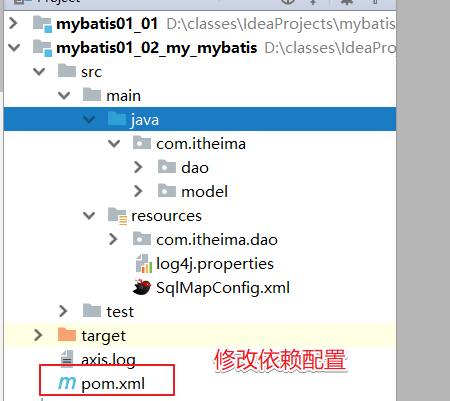 Project
mybatis01_01 D:\classes\IdeaProjects\mybatis
mybatis01_02_my_mybatis D:\classes\IdeaPro
src
main
java
com.itheima
dao
model
resources
com.itheima.dao
log4j.properties
SqlMapConfig.xml
test
target
axis.log
修改依赖配置
pom.xml